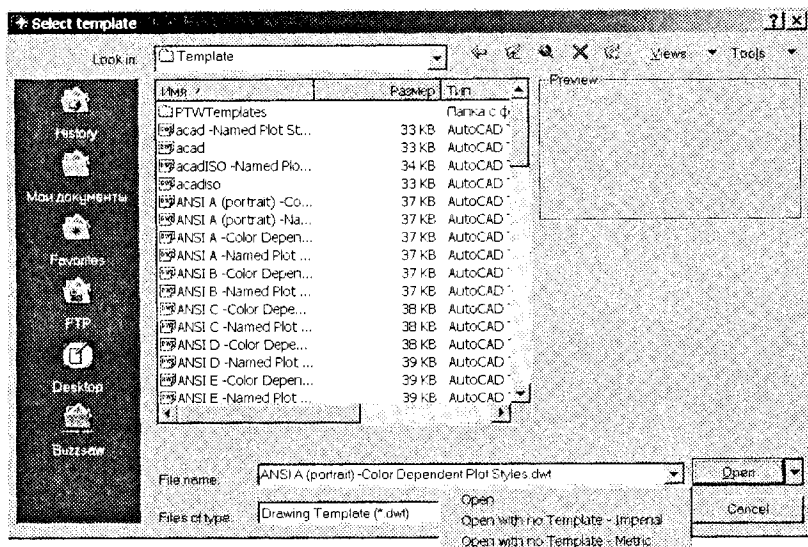 Select template
Look in: Template Views Tools
History
Мои документы
Favorites
FTP
Desktop
Buzzsaw
Имя Размер Тип
PTWTemplates Папка с ф
acad -Named Plot St... 33 KB AutoCAD
acad 33 KB AutoCAD
acadISO -Named Plo... 34 KB AutoCAD
acadiso 33 KB AutoCAD
ANSI A (portrait) -Co... 37 KB AutoCAD
ANSI A (portrait) -Na... 37 KB AutoCAD
ANSI A -Color Depen... 37 KB AutoCAD
ANSI A -Named Plot ... 37 KB AutoCAD
ANSI B -Color Depen... 37 KB AutoCAD
ANSI B -Named Plot ... 37 KB AutoCAD
ANSI C -Color Depe... 38 KB AutoCAD
ANSI C -Named Plot ... 38 KB AutoCAD
ANSI D -Color Depe... 38 KB AutoCAD
ANSI D -Named Plot ... 39 KB AutoCAD
ANSI E -Color Depen... 39 KB AutoCAD
ANSI E -Named Plot ... 39 KB AutoCAD
Preview
File name: ANSI A (portrait) -Color Dependent Plot Styles.dwt Open
Files of type: Drawing Template (*.dwt) Cancel
Open
Open with no Template - Imperial
Open with no Template - Metric